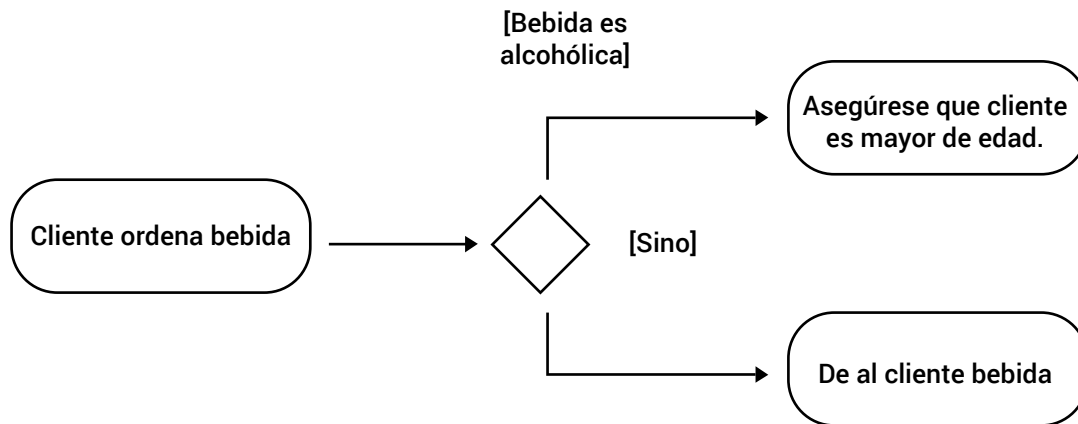 [Bebida es
alcohólica]
Asegúrese que cliente
es mayor de edad.
Cliente ordena bebida
[Sino]
De al cliente bebida